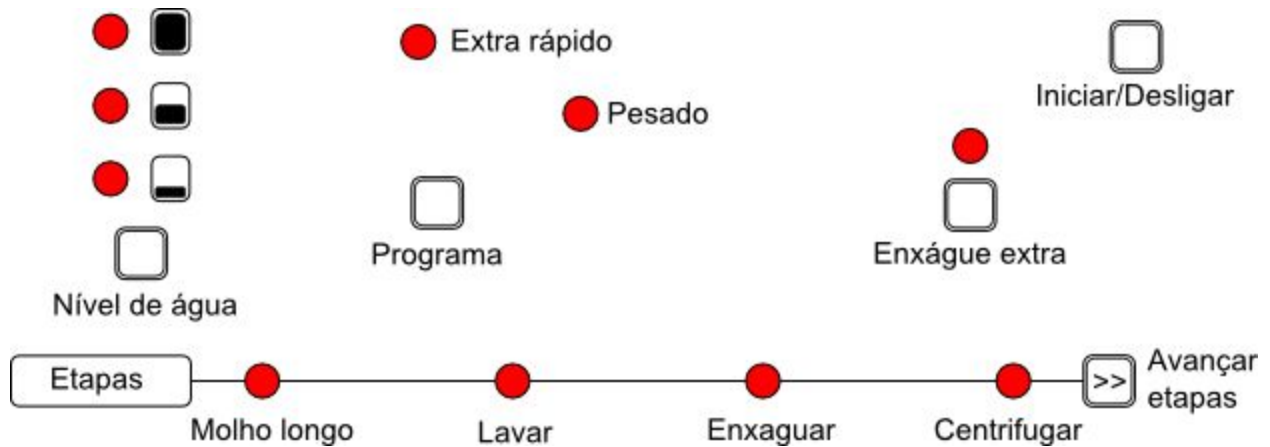 Extra rápido
Pesado
Iniciar/Desligar
Programa
Enxágue extra
Nível de água
Etapas
>>
Avançar
etapas
Molho longo
Lavar
Enxaguar
Centrifugar